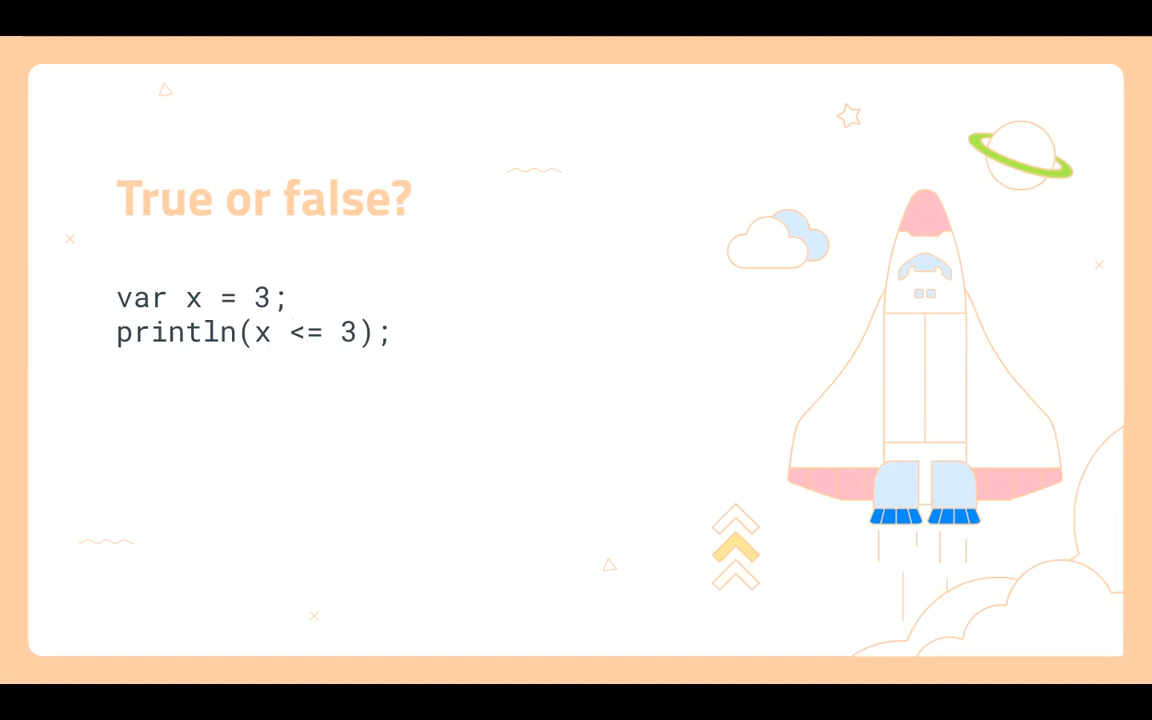 True or false?
var x = 3;
println(x <= 3);